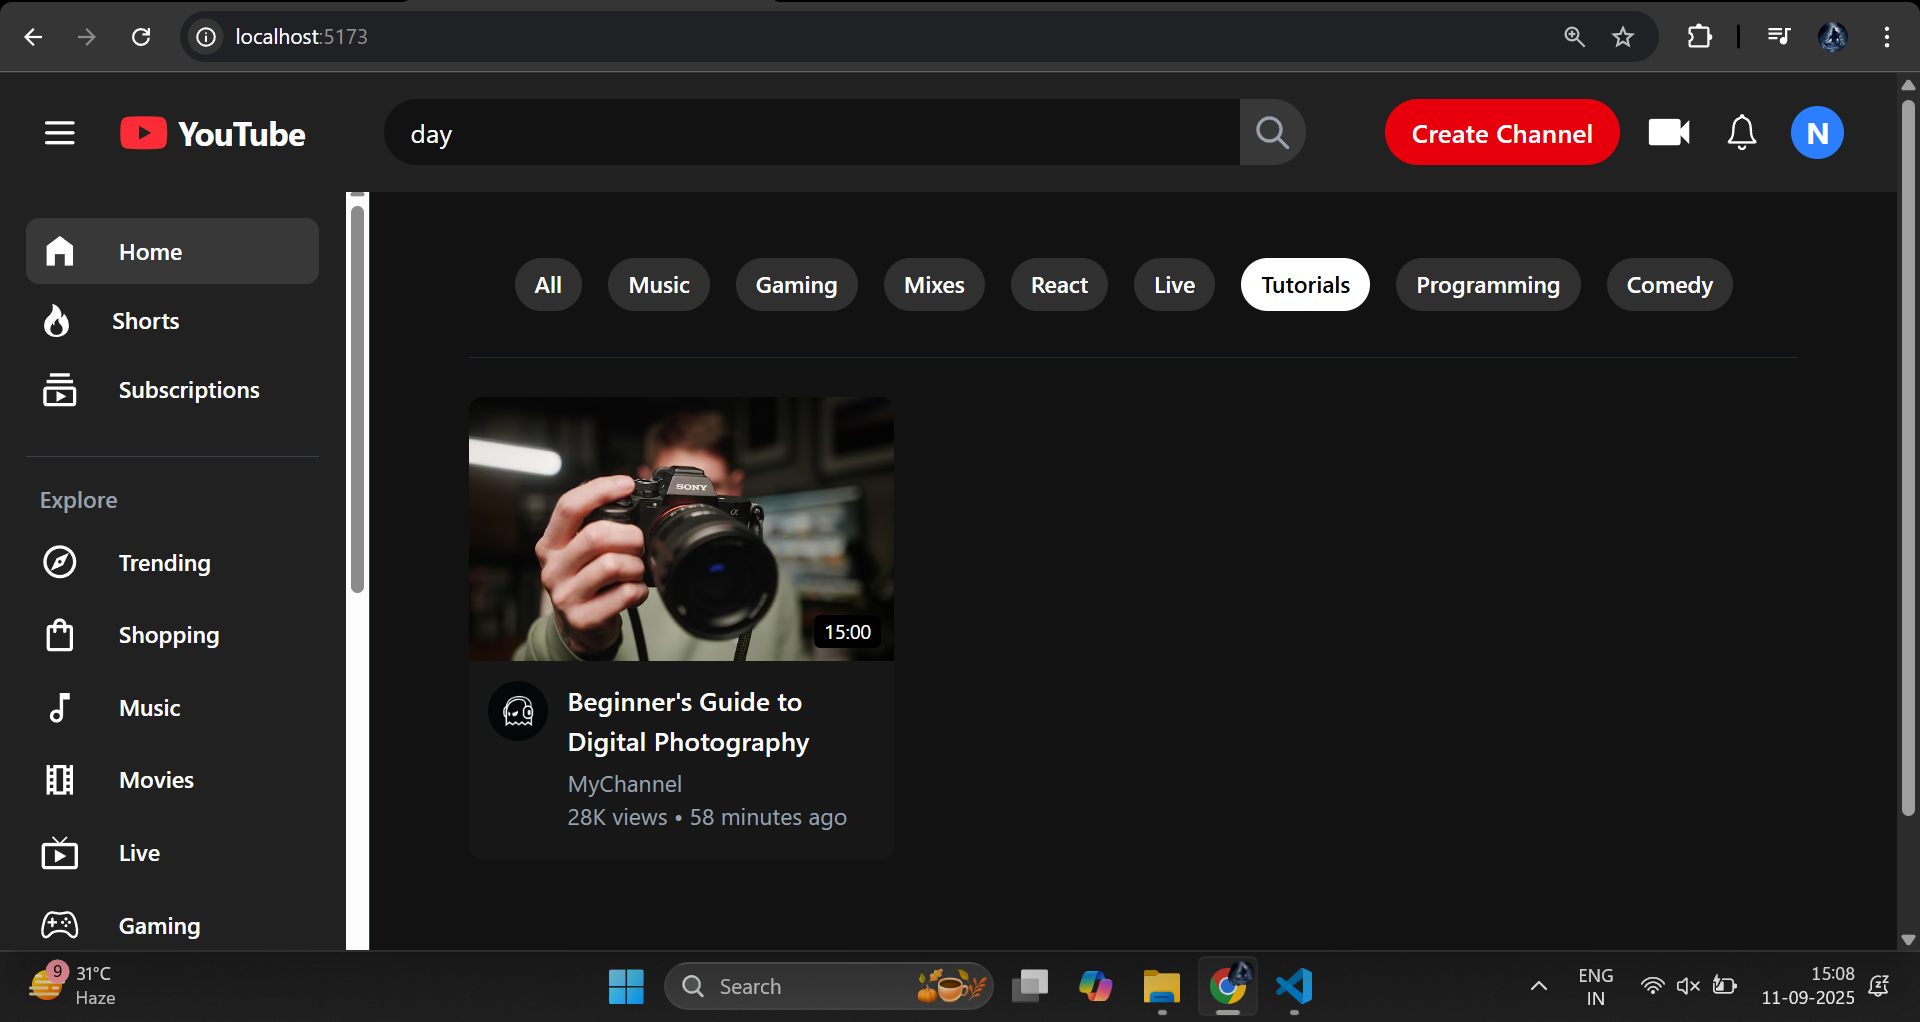 localhost:5173
YouTube
day
Create Channel
N
Home
Shorts
Subscriptions
Explore
Trending
Shopping
Music
Movies
Live
Gaming
All
Music
Gaming
Mixes
React
Live
Tutorials
Programming
Comedy
SONY
α
15:00
Beginner's Guide to
Digital Photography
MyChannel
28K views • 58 minutes ago
9
31°C
Haze
Search
ENG
IN
15:08
11-09-2025